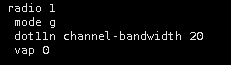 radio 1
mode g
dot11n channel-bandwidth 20
vap 0